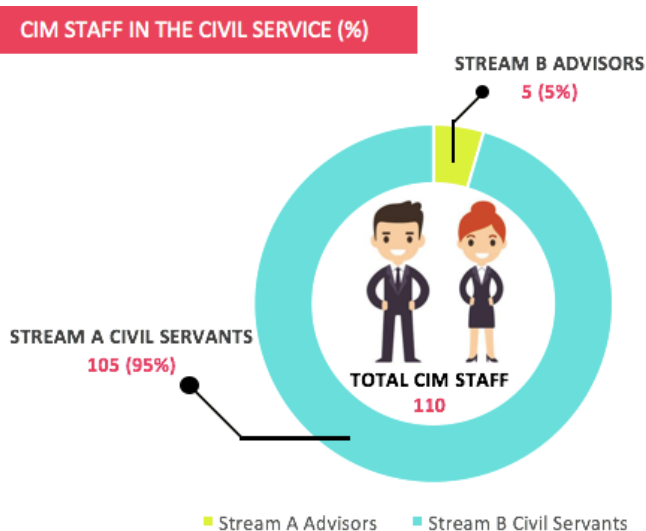 CIM STAFF IN THE CIVIL SERVICE (%)
STREAM B ADVISORS
5 (5%)
STREAM A CIVIL SERVANTS
105 (95%)
TOTAL CIM STAFF
110
Stream A Advisors
Stream B Civil Servants